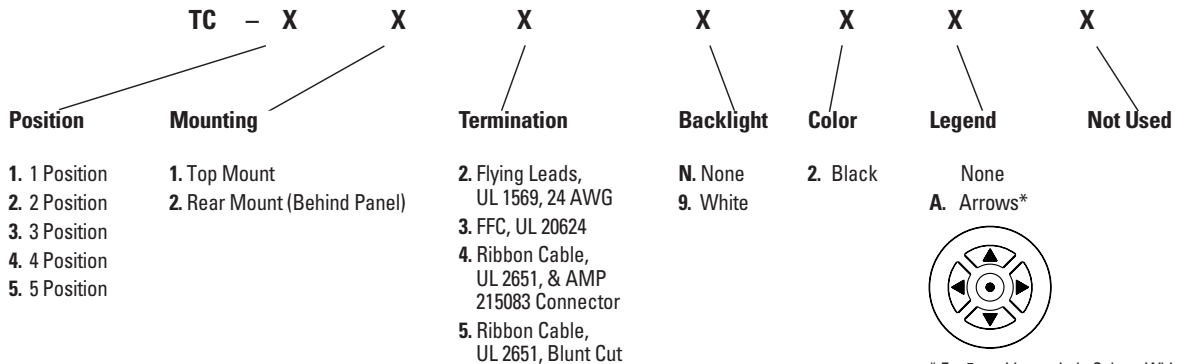 TC – X X X X X X X
Position Mounting Termination Backlight Color Legend Not Used
1. 1 Position
2. 2 Position
3. 3 Position
4. 4 Position
5. 5 Position
1. Top Mount
2. Rear Mount (Behind Panel)
2. Flying Leads,
UL 1569, 24 AWG
3. FFC, UL 20624
4. Ribbon Cable,
UL 2651, & AMP
215083 Connector
5. Ribbon Cable,
UL 2651, Blunt Cut
N. None
9. White
2. Black
None
A. Arrows*